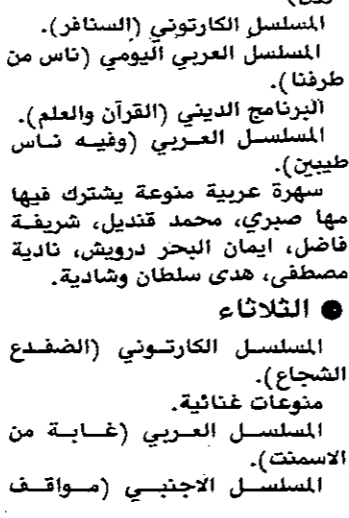 المسلسل الكارتوني (السنافر).
المسلسل العربي اليومي (ناس من
طرفنا).
البرنامج الديني (القرآن والعلم).
المسلسل العربي (وفيه ناس
طيبين).
سهرة عربية منوعة يشترك فيها
مها صبري، محمد قنديل، شريفة
فاضل، ايمان البحر درويش، نادية
مصطفى، هدى سلطان وشادية.
● الثلاثاء
المسلسل الكارتوني (الضفدع
الشجاع).
منوعات غنائية.
المسلسل العربي (غابة من
الاسمنت).
المسلسل الاجنبي (مواقف